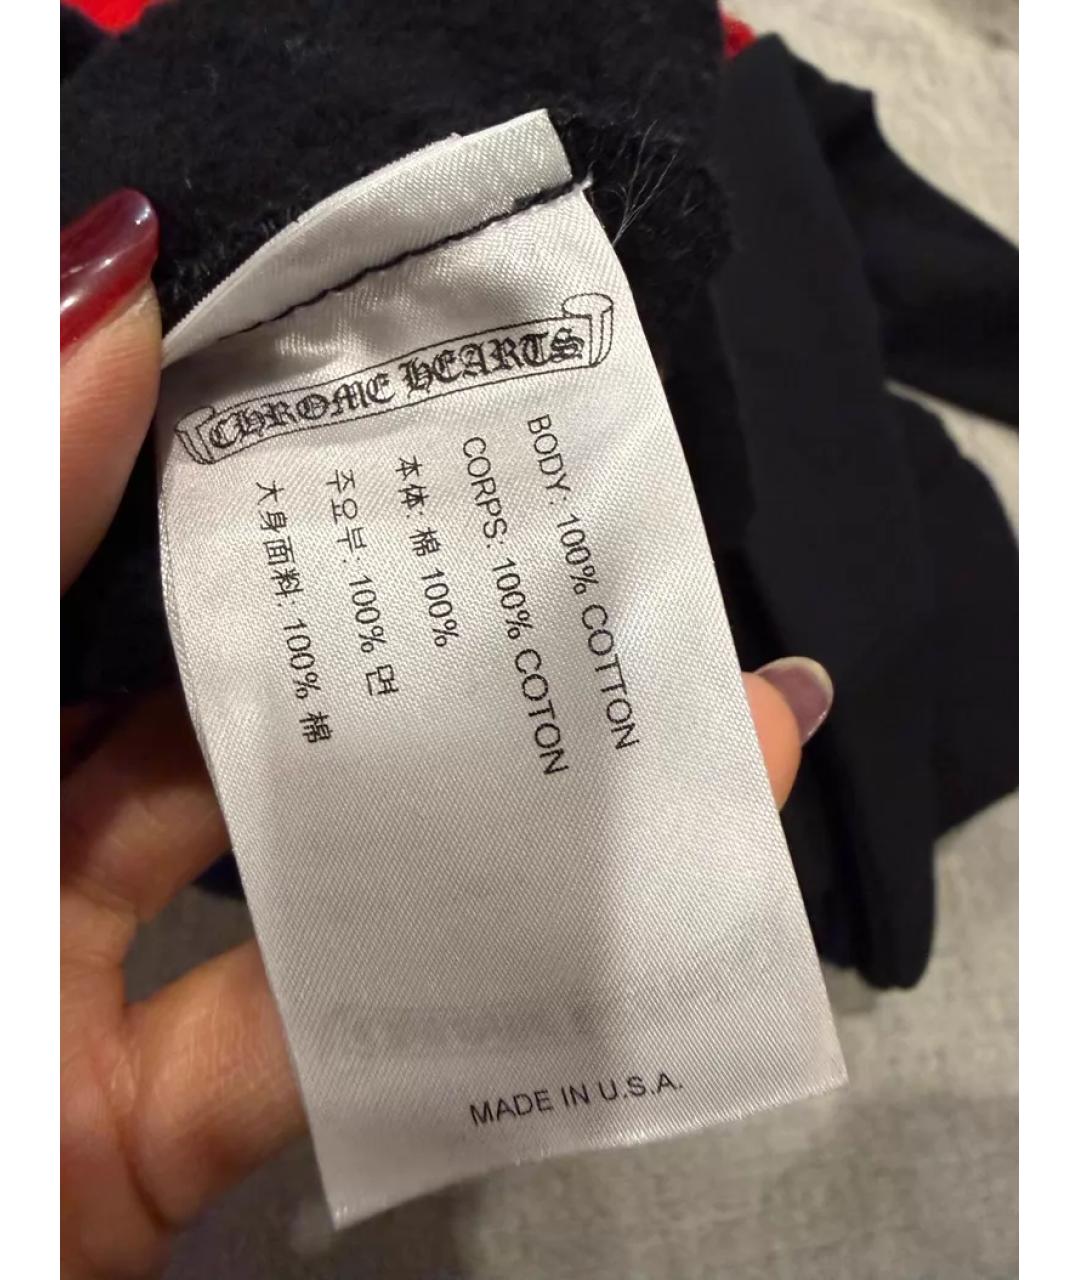 CHROME HEARTS
BODY: 100% COTTON
CORPS: 100% COTON
本体: 棉 100%
주요부: 100% 면
大身面料: 100% 棉
MADE IN U.S.A.